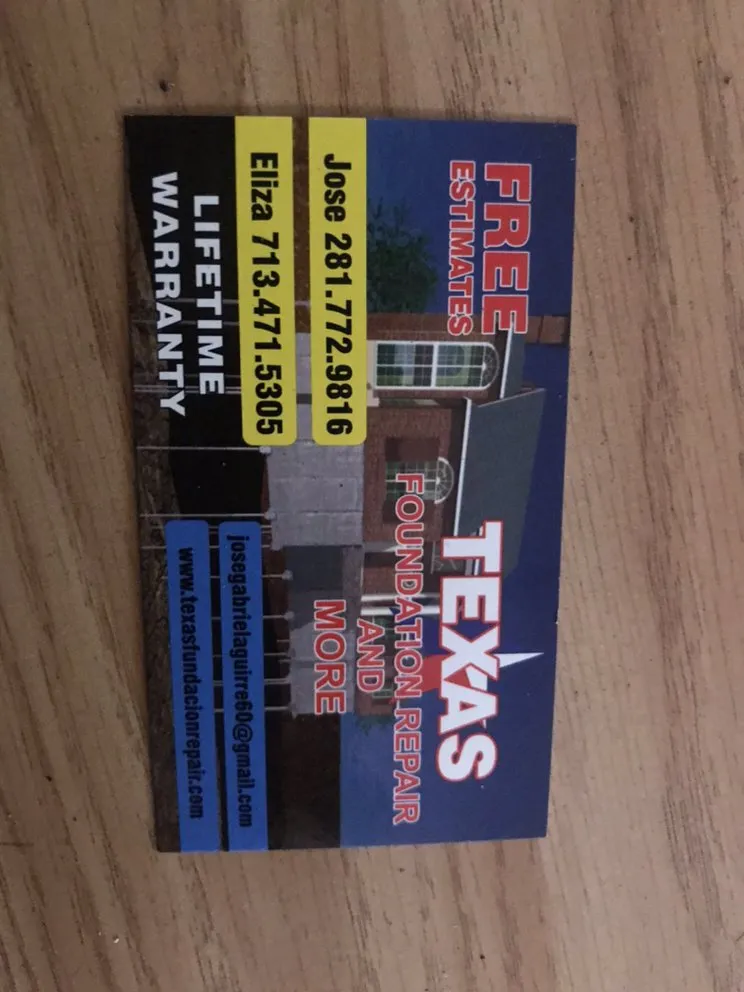 FREE
ESTIMATES
TEXAS
FOUNDATION REPAIR
AND
MORE
Jose 281.772.9816
Eliza 713.471.5305
LIFETIME
WARRANTY
josegabrielaguirre60@gmail.com
www.texasfundacionrepair.com